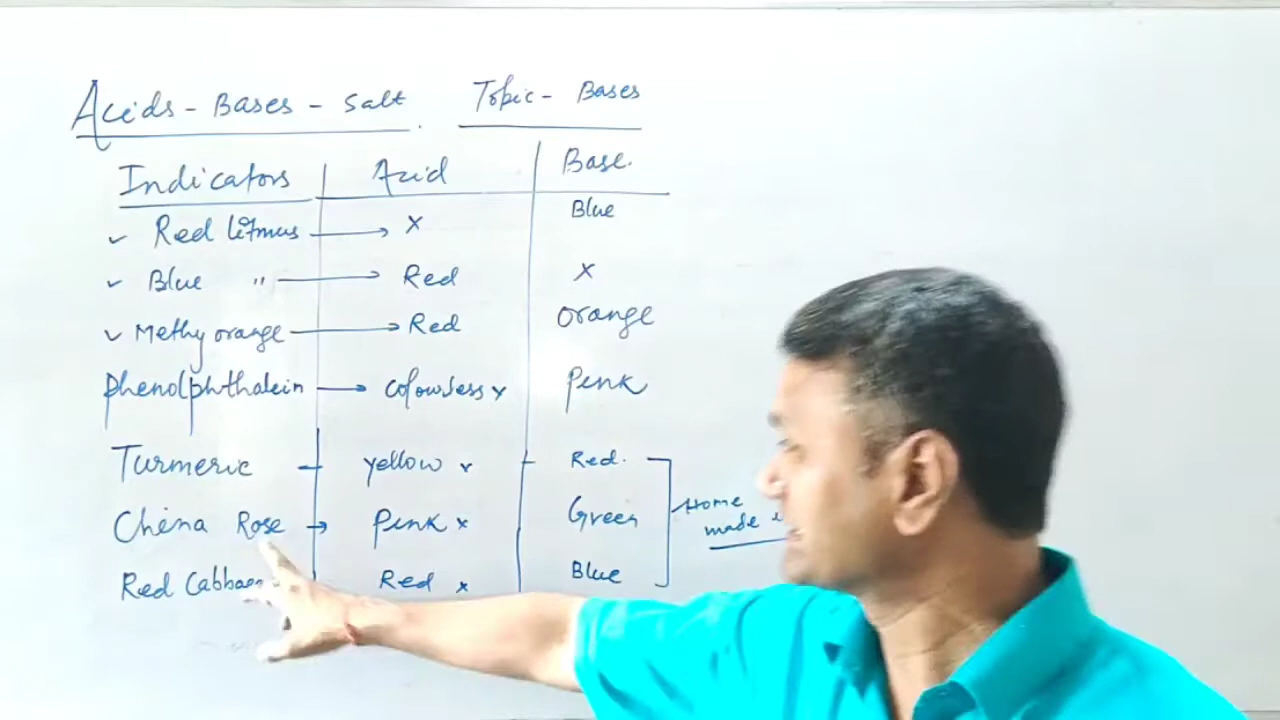 Acids - Bases - Salt Topic - Bases
Indicators Acid Base.
✓ Red litmus → x Blue
✓ Blue " → Red x
✓ Methy orange → Red Orange
Phenolphthalein → colowrless x Pink
Turmeric - yellow x - Red.
China Rose → Pink x Green
Red Red x Blue
Home
made